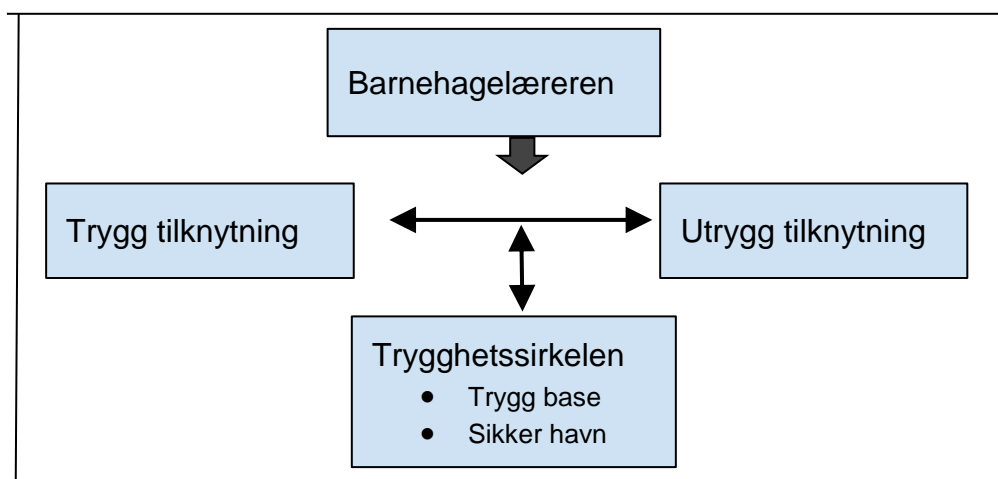 Barnehagelæreren
Trygg tilknytning
Utrygg tilknytning
Trygghetssirkelen
● Trygg base
● Sikker havn